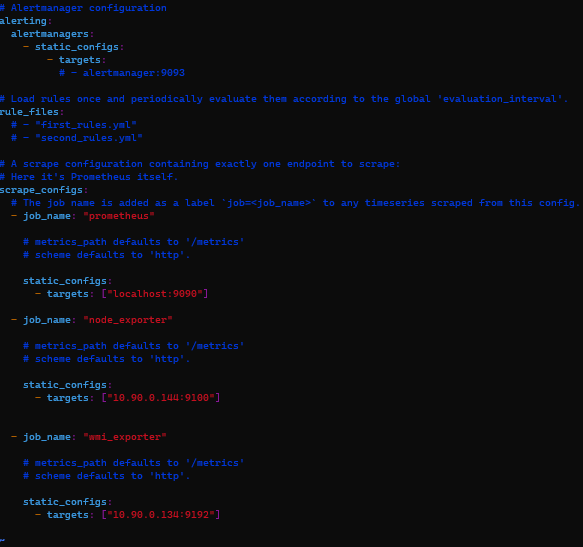 # Alertmanager configuration
alerting:
  alertmanagers:
    - static_configs:
        - targets:
          # - alertmanager:9093

# Load rules once and periodically evaluate them according to the global 'evaluation_interval'.
rule_files:
  # - "first_rules.yml"
  # - "second_rules.yml"

# A scrape configuration containing exactly one endpoint to scrape:
# Here it's Prometheus itself.
scrape_configs:
  # The job name is added as a label `job=<job_name>` to any timeseries scraped from this config.
  - job_name: "prometheus"

    # metrics_path defaults to '/metrics'
    # scheme defaults to 'http'.

    static_configs:
      - targets: ["localhost:9090"]

  - job_name: "node_exporter"

    # metrics_path defaults to '/metrics'
    # scheme defaults to 'http'.

    static_configs:
      - targets: ["10.90.0.144:9100"]


  - job_name: "wmi_exporter"

    # metrics_path defaults to '/metrics'
    # scheme defaults to 'http'.

    static_configs:
      - targets: ["10.90.0.134:9192"]

~